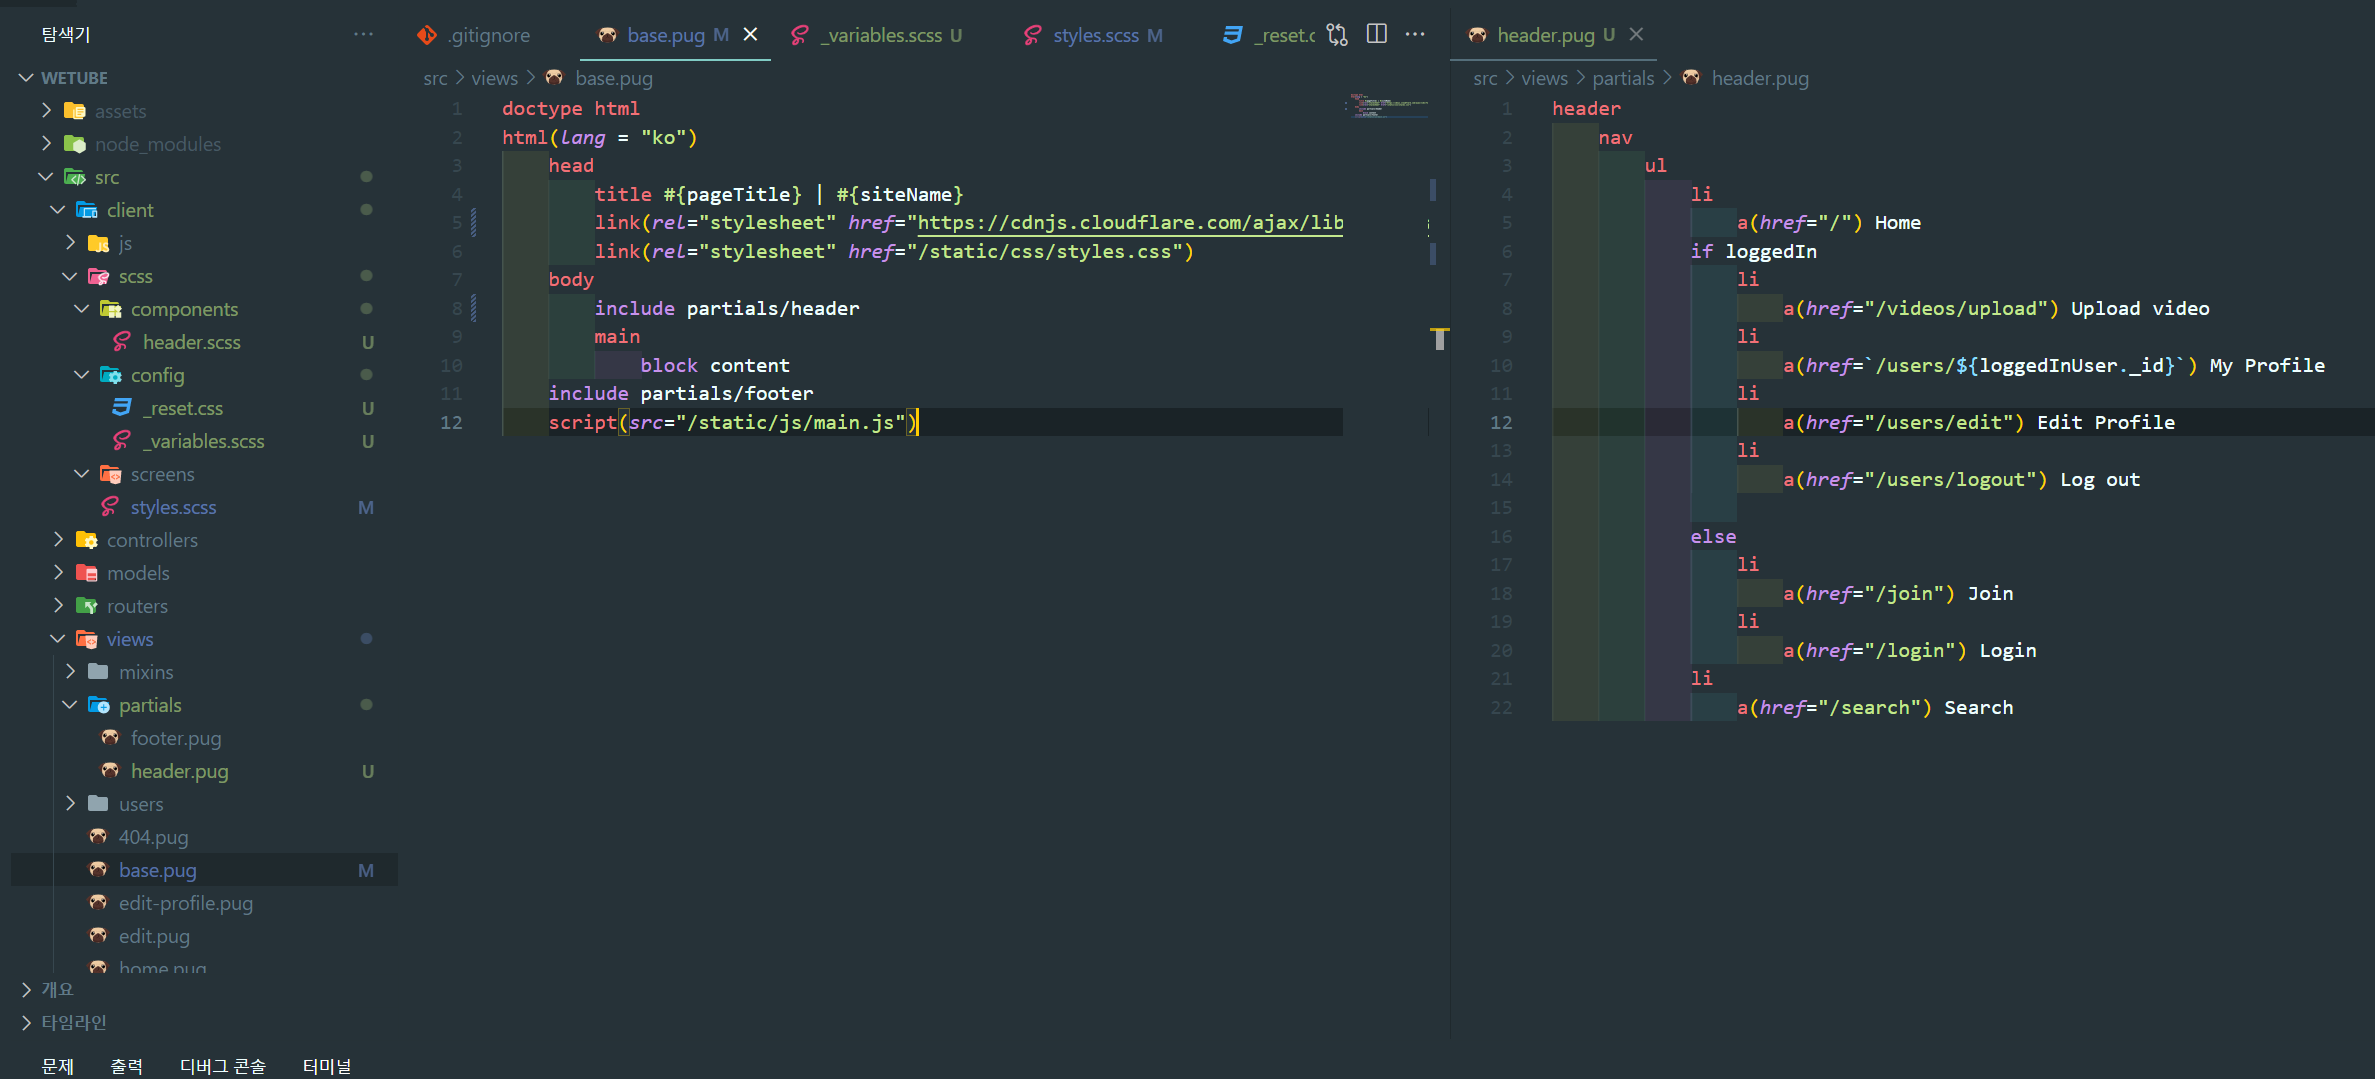 탐색기 ···
WETUBE
assets
node_modules
src
client
js
scss
components
header.scss U
config
_reset.css U
_variables.scss U
screens
styles.scss M
controllers
models
routers
views
mixins
partials
footer.pug
header.pug U
users
404.pug
base.pug M
edit-profile.pug
edit.pug
home.pug
개요
타임라인
문제 출력 디버그 콘솔 터미널
.gitignore base.pug M _variables.scss U styles.scss M _reset.c ···
src > views > base.pug
1 doctype html
2 html(lang = "ko")
3 head
4 title #{pageTitle} | #{siteName}
5 link(rel="stylesheet" href="https://cdnjs.cloudflare.com/ajax/lib
6 link(rel="stylesheet" href="/static/css/styles.css")
7 body
8 include partials/header
9 main
10 block content
11 include partials/footer
12 script(src="/static/js/main.js")
header.pug U
src > views > partials > header.pug
1 header
2 nav
3 ul
4 li
5 a(href="/") Home
6 if loggedIn
7 li
8 a(href="/videos/upload") Upload video
9 li
10 a(href=`/users/${loggedInUser._id}`) My Profile
11 li
12 a(href="/users/edit") Edit Profile
13 li
14 a(href="/users/logout") Log out
15
16 else
17 li
18 a(href="/join") Join
19 li
20 a(href="/login") Login
21 li
22 a(href="/search") Search